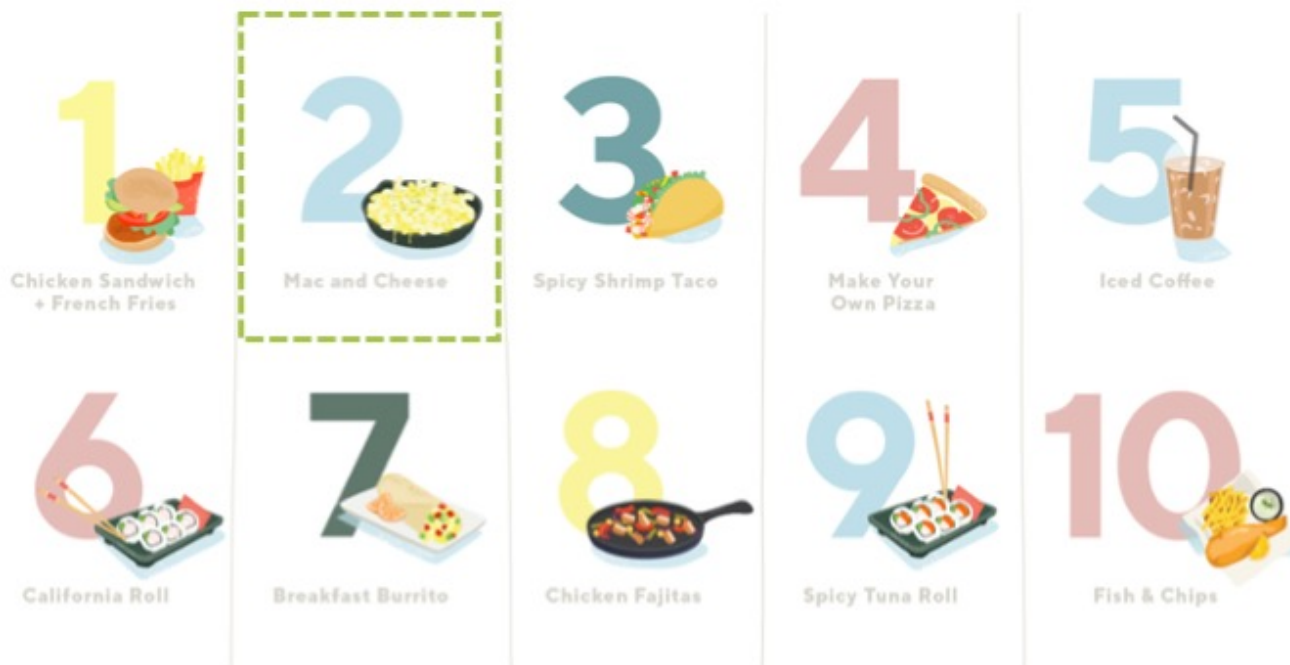 1
Chicken Sandwich
+ French Fries
2
Mac and Cheese
3
Spicy Shrimp Taco
4
Make Your
Own Pizza
5
Iced Coffee
6
California Roll
7
Breakfast Burrito
8
Chicken Fajitas
9
Spicy Tuna Roll
10
Fish & Chips